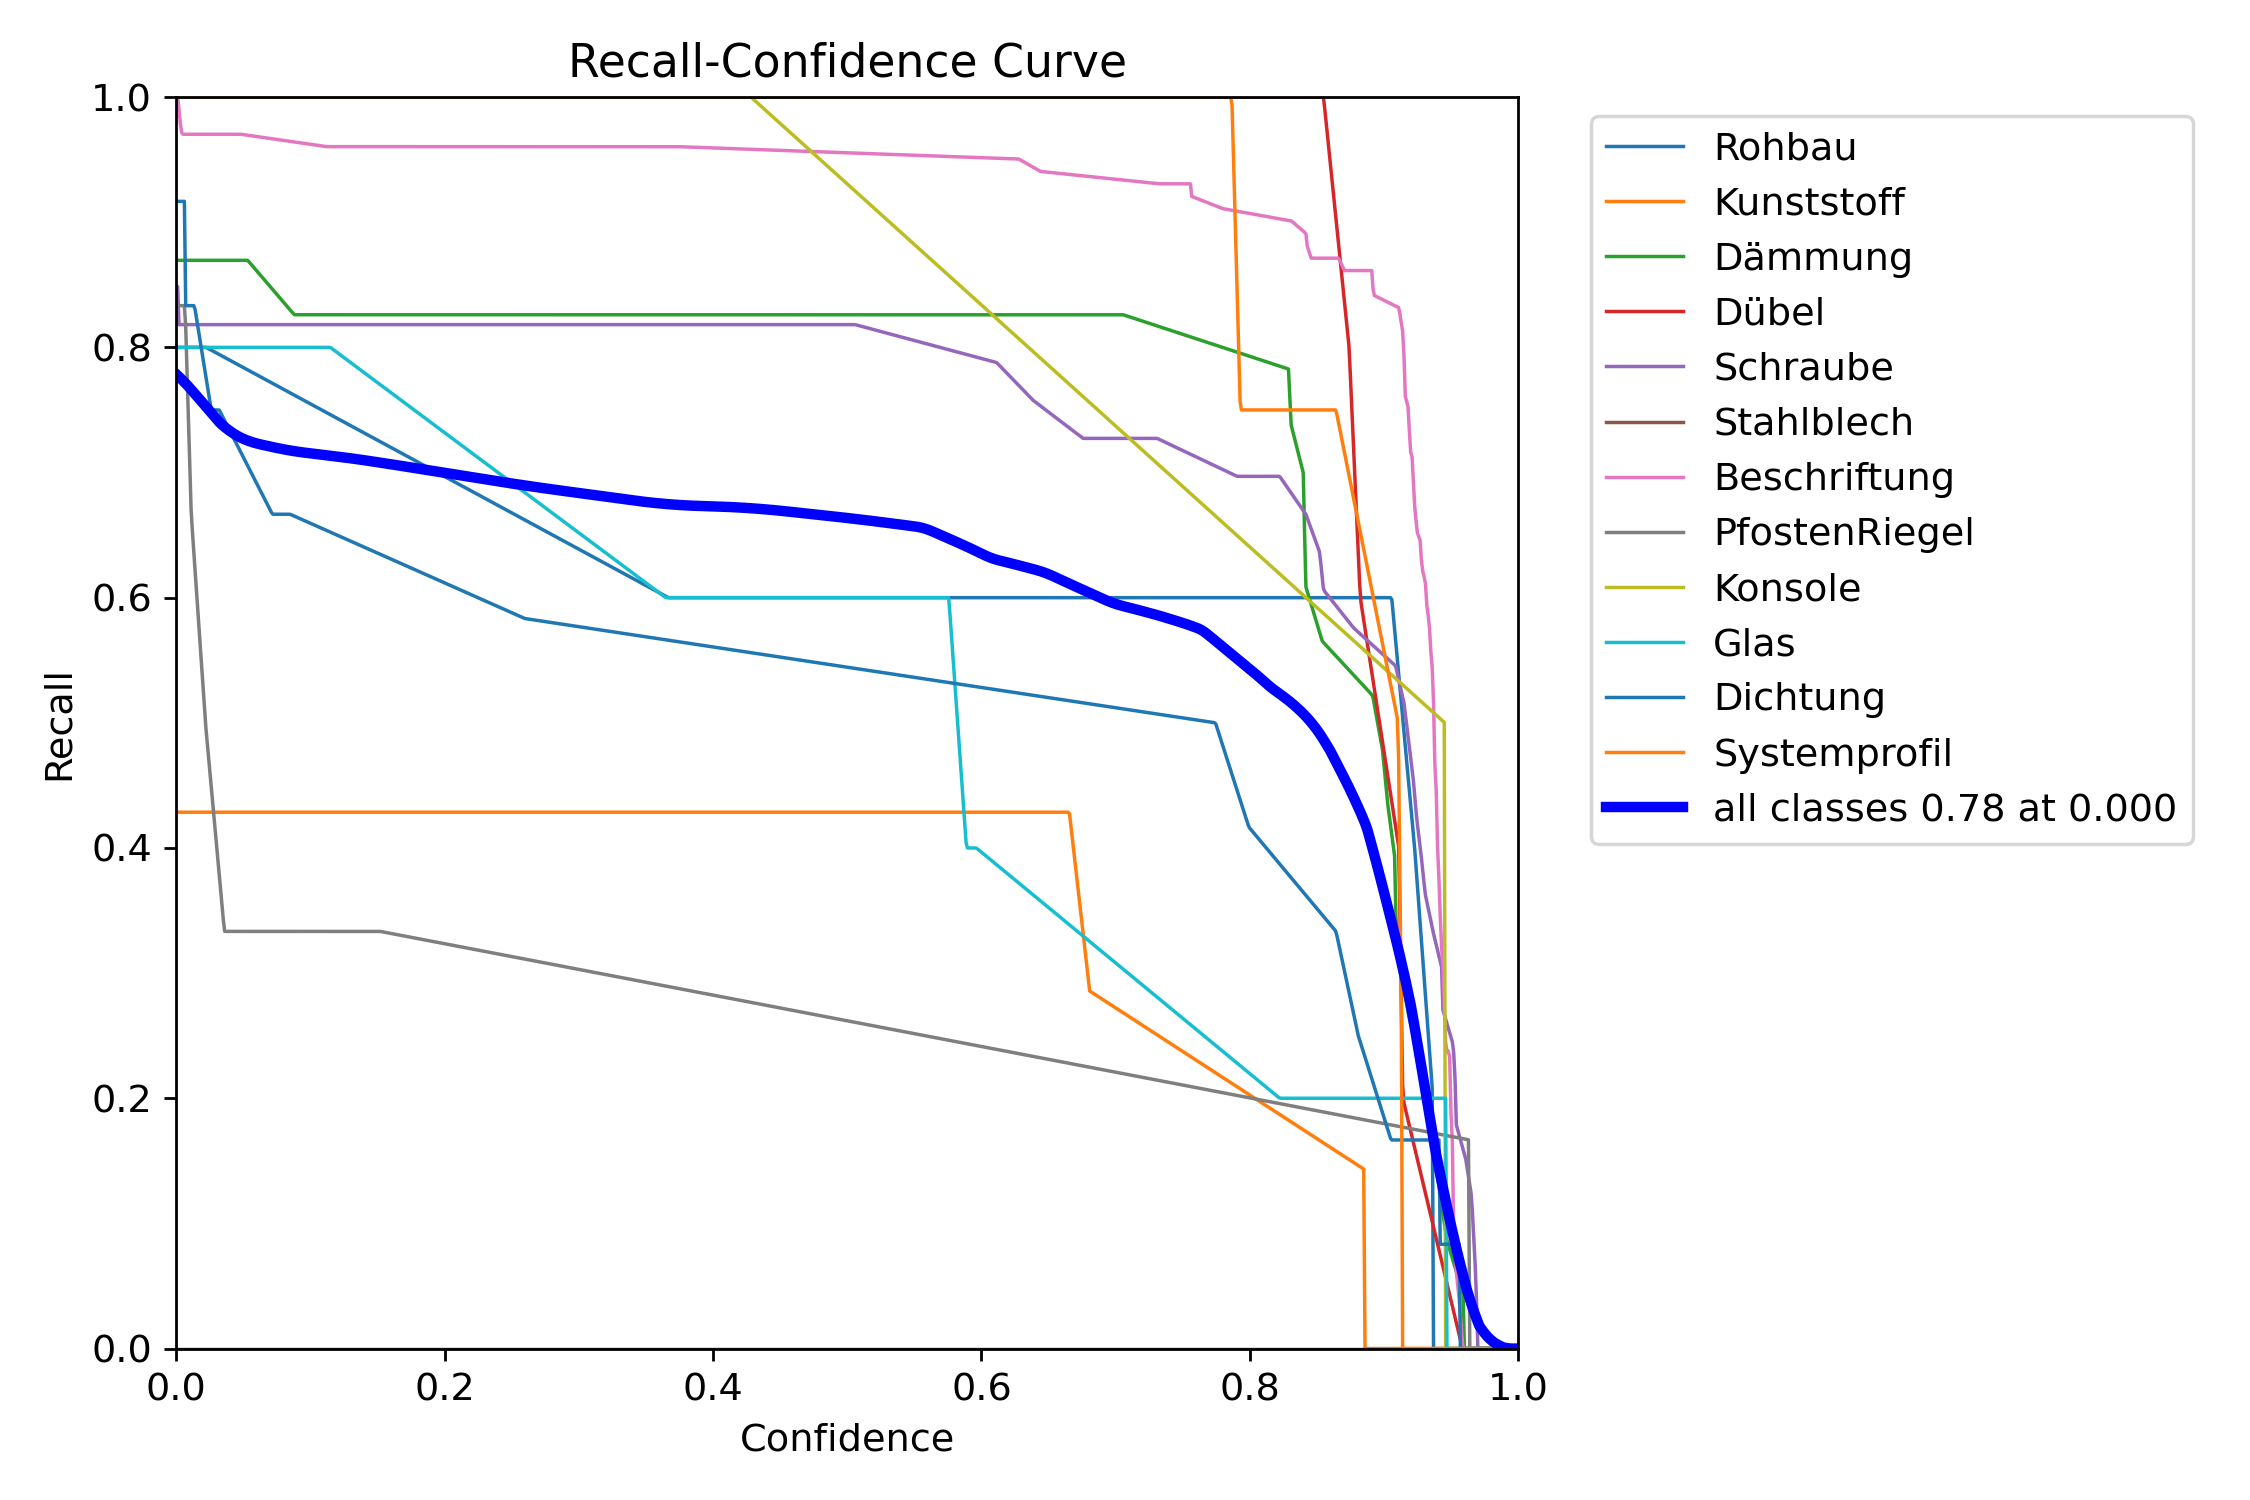 Recall-Confidence Curve
1.0
0.8
0.6
0.4
0.2
0.0
Recall
0.0 0.2 0.4 0.6 0.8 1.0
Confidence
Rohbau
Kunststoff
Dämmung
Dübel
Schraube
Stahlblech
Beschriftung
PfostenRiegel
Konsole
Glas
Dichtung
Systemprofil
all classes 0.78 at 0.000